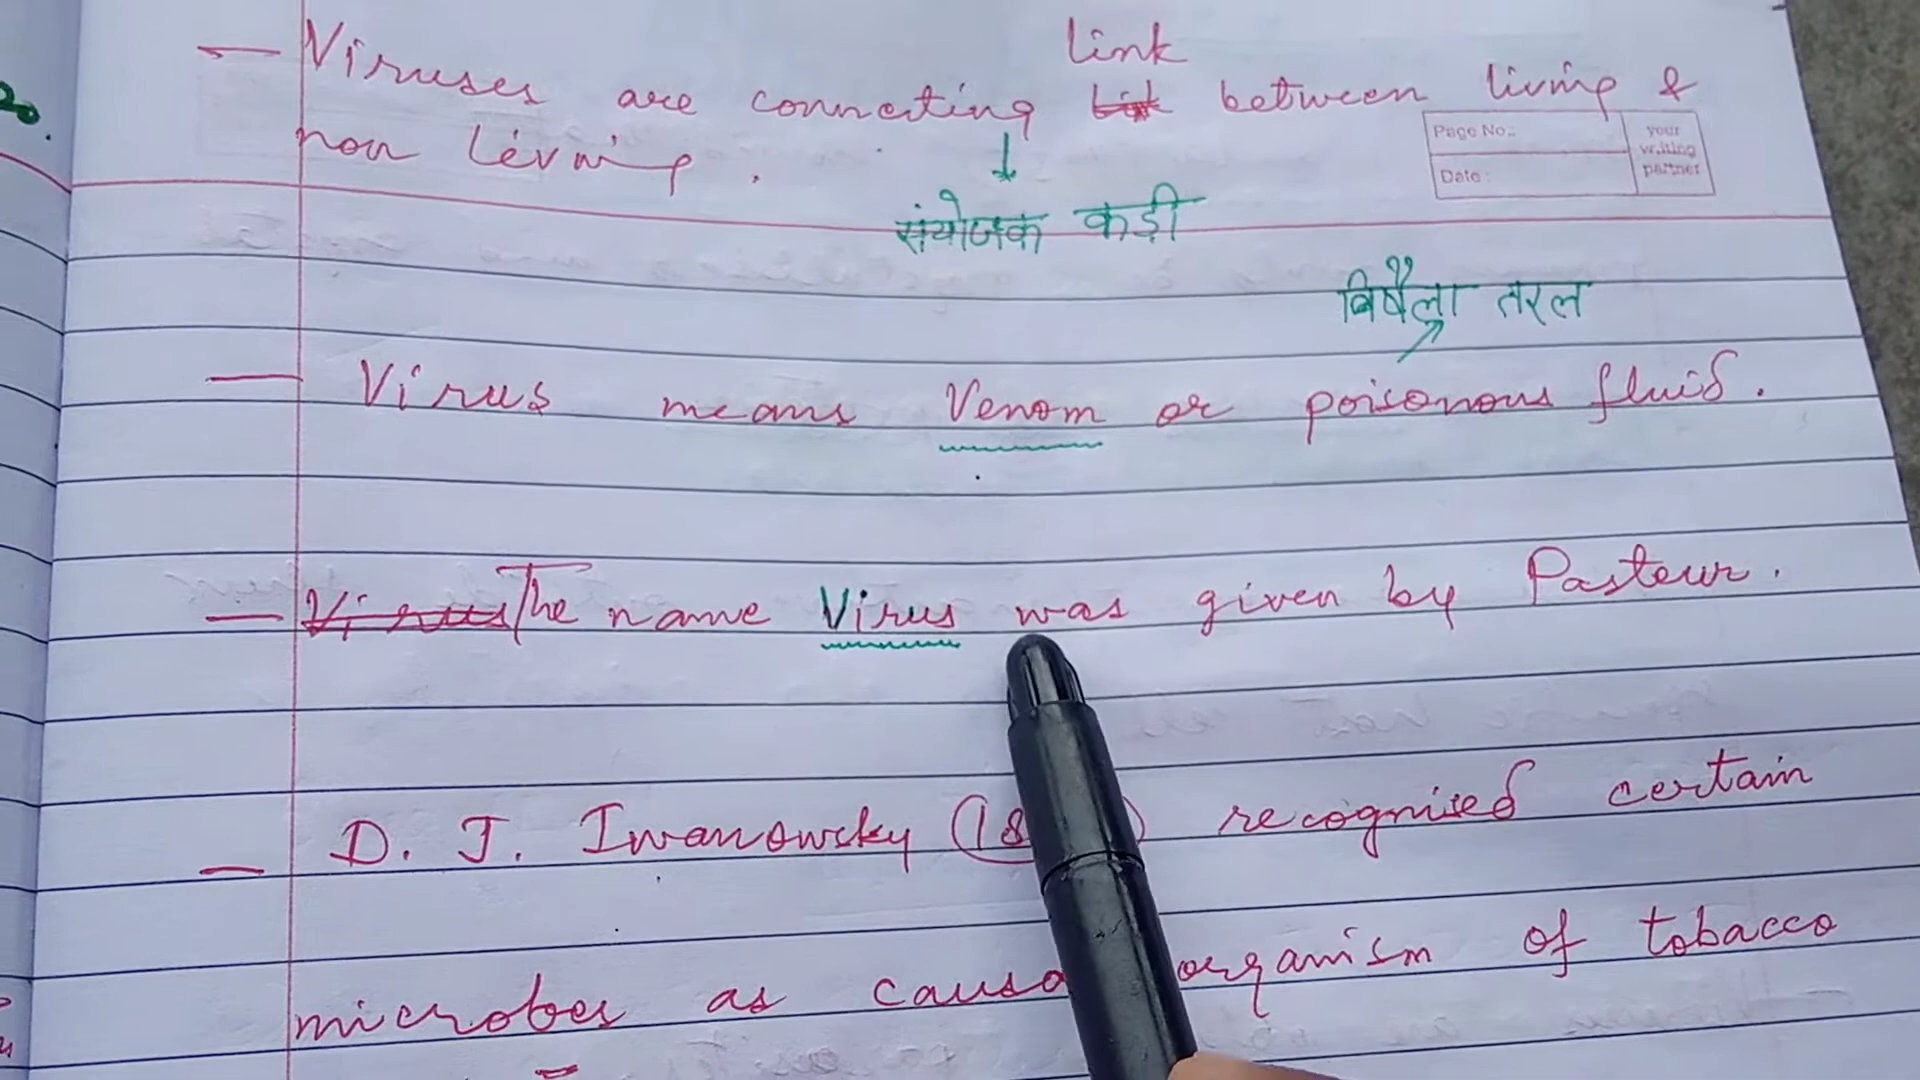 link
— Viruses are connecting between living &
non living.
Page No.:
Date:
your
writing
partner
↓
संयोजक कड़ी
विषैला तरल
— Virus means Venom or poisonous fluid.
— Virus The name Virus was given by Pasteur.
— D. J. Iwanowsky (18 ) recognised certain
microbes as organism of tobacco